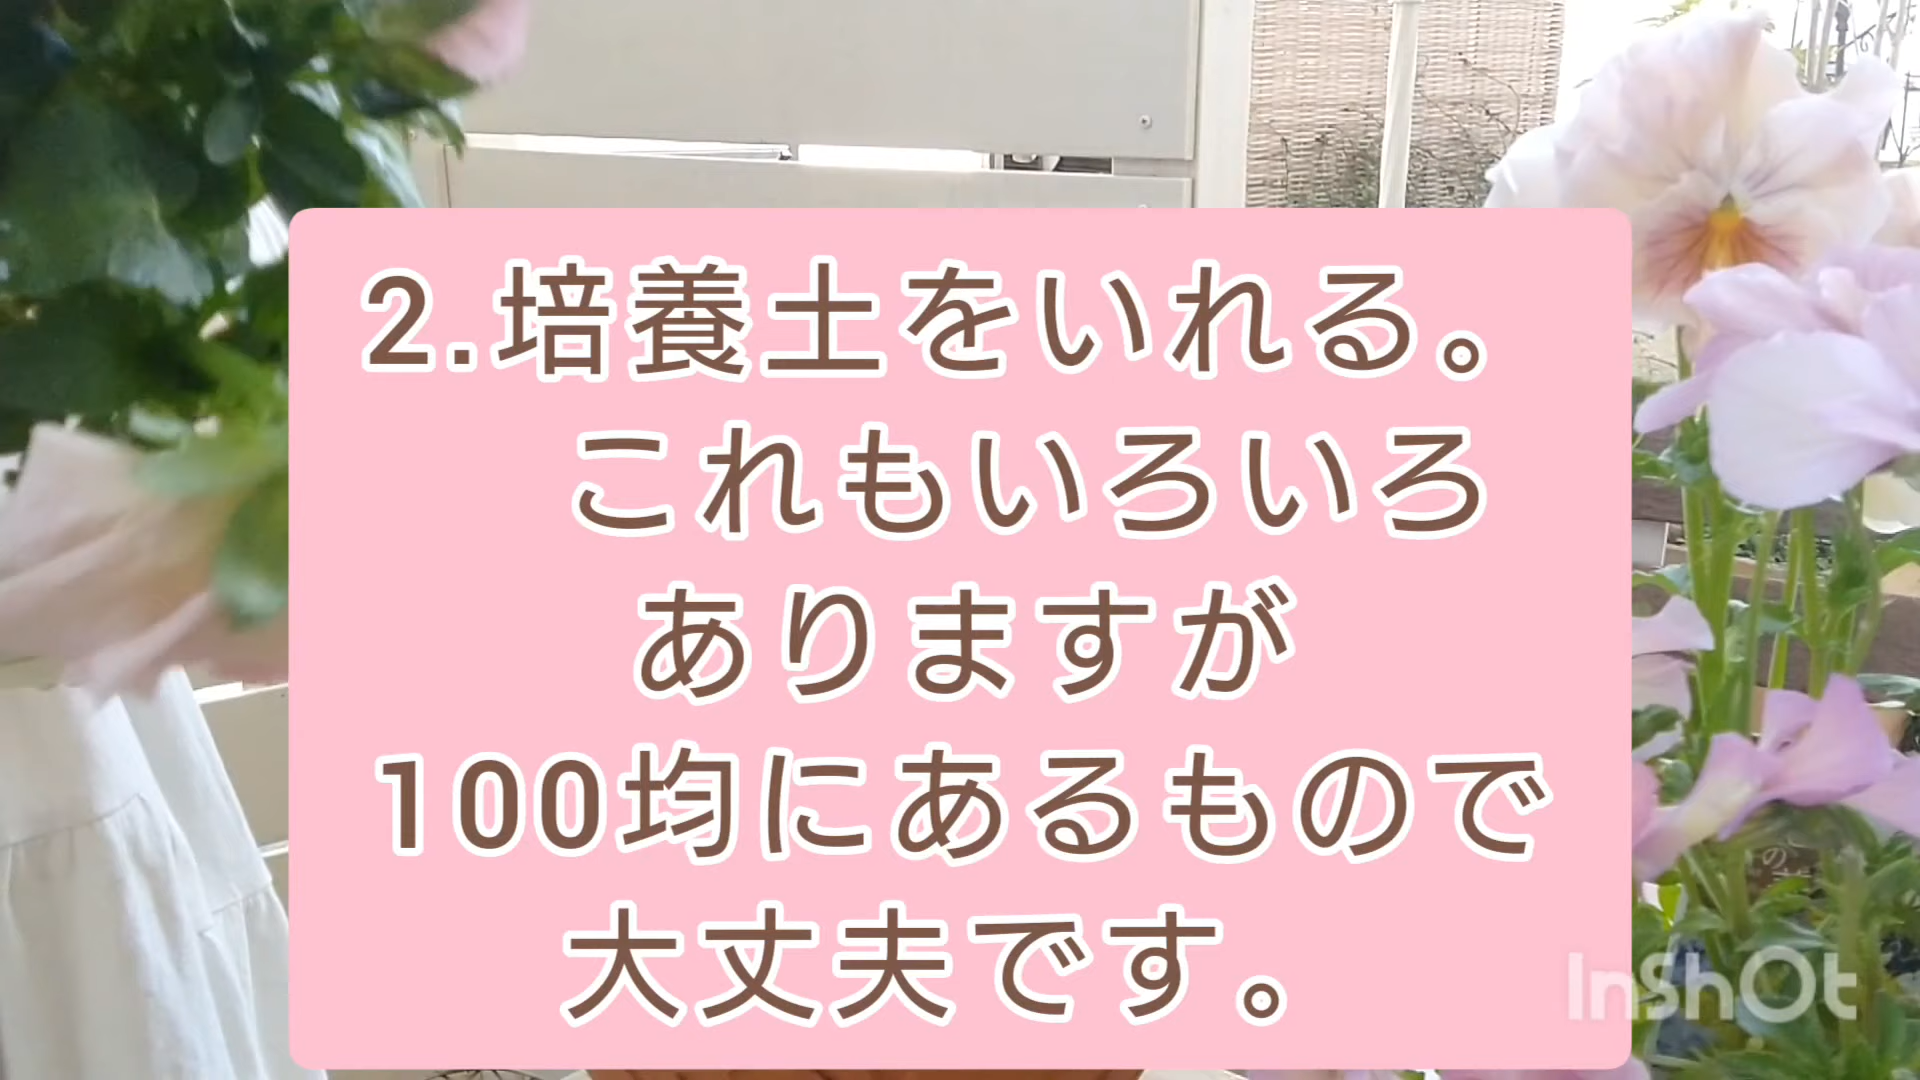 2.培養土をいれる。
これもいろいろ
ありますが
100均にあるもので
大丈夫です。
の
InShOt